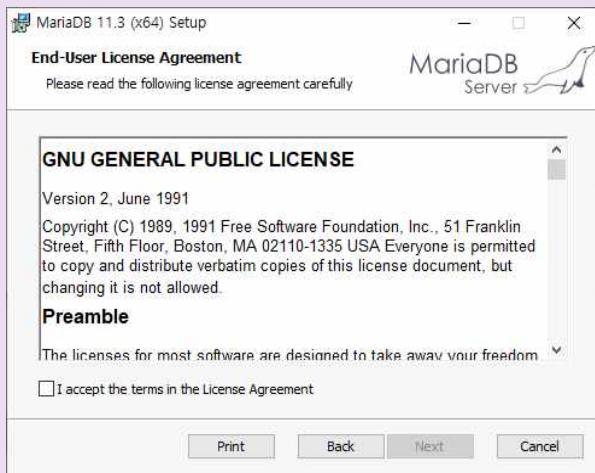 MariaDB 11.3 (x64) Setup
End-User License Agreement
Please read the following license agreement carefully
MariaDB
Server
GNU GENERAL PUBLIC LICENSE
Version 2, June 1991
Copyright (C) 1989, 1991 Free Software Foundation, Inc., 51 Franklin
Street, Fifth Floor, Boston, MA 02110-1335 USA Everyone is permitted
to copy and distribute verbatim copies of this license document, but
changing it is not allowed.
Preamble
The licenses for most software are designed to take away your freedom
I accept the terms in the License Agreement
Print
Back
Next
Cancel